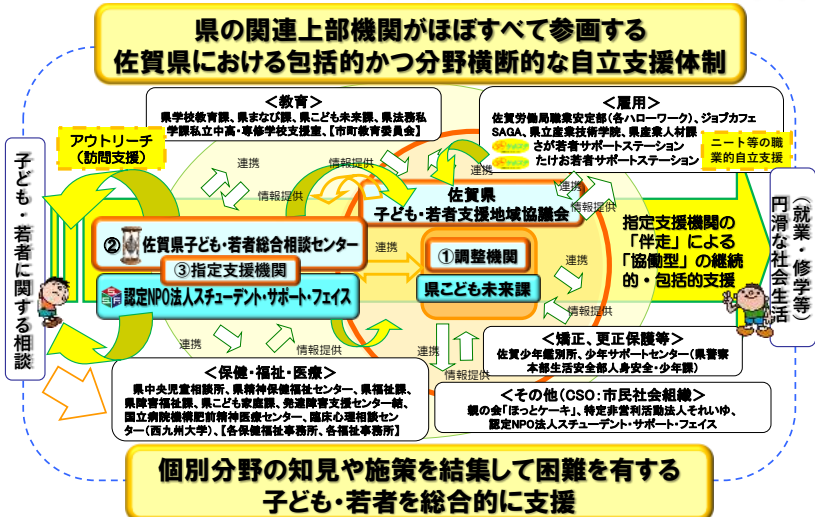 県の関連上部機関がほぼすべて参画する
佐賀県における包括的かつ分野横断的な自立支援体制
＜教育＞
県学校教育課、県まなび課、県こども未来課、県法務私
学課私立中高・専修学校支援室、【市町教育委員会】
＜雇用＞
佐賀労働局職業安定部（各ハローワーク）、ジョブカフェ
SAGA、県立産業技術学院、県産業人材課
さが若者サポートステーション
たけお若者サポートステーション
ニート等の職
業的自立支援
アウトリーチ
（訪問支援）
子ども・若者に関する相談
連携
情報提供
情報提供
連携
連携
情報提供
佐賀県
子ども・若者支援地域協議会
②佐賀県子ども・若者総合相談センター
③指定支援機関
認定NPO法人スチューデント・サポート・フェイス
連携
①調整機関
県こども未来課
指定支援機関の
「伴走」による
「協働型」の継続
的・包括的支援
円滑な社会生活
（就業・修学等）
連携
情報提供
連携
情報提供
連携
情報提供
＜矯正、更正保護等＞
佐賀少年鑑別所、少年サポートセンター（県警察
本部生活安全部人身安全・少年課）
＜保健・福祉・医療＞
県中央児童相談所、県精神保健福祉センター、県福祉課、
県障害福祉課、県こども家庭課、発達障害支援センター結、
国立病院機構肥前精神医療センター、臨床心理相談セン
ター（西九州大学）、【各保健福祉事務所、各福祉事務所】
＜その他（CSO：市民社会組織）＞
親の会「ほっとケーキ」、特定非営利活動法人それいゆ、
認定NPO法人スチューデント・サポート・フェイス
個別分野の知見や施策を結集して困難を有する
子ども・若者を総合的に支援